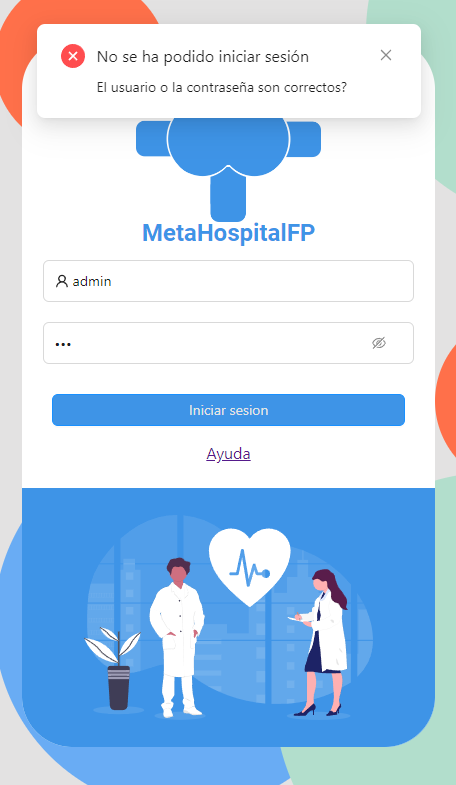 No se ha podido iniciar sesión
El usuario o la contraseña son correctos?
MetaHospitalFP
admin
•••
Iniciar sesion
Ayuda